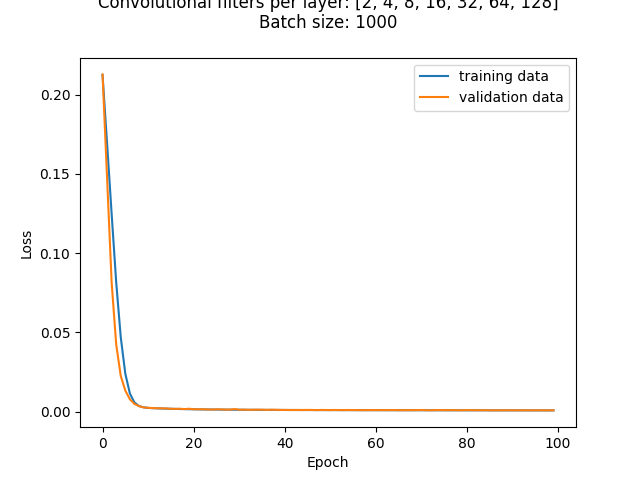 Convolutional filters per layer: [2, 4, 8, 16, 32, 64, 128]
Batch size: 1000
training data
validation data
0.20
0.15
0.10
0.05
0.00
Loss
0 20 40 60 80 100
Epoch